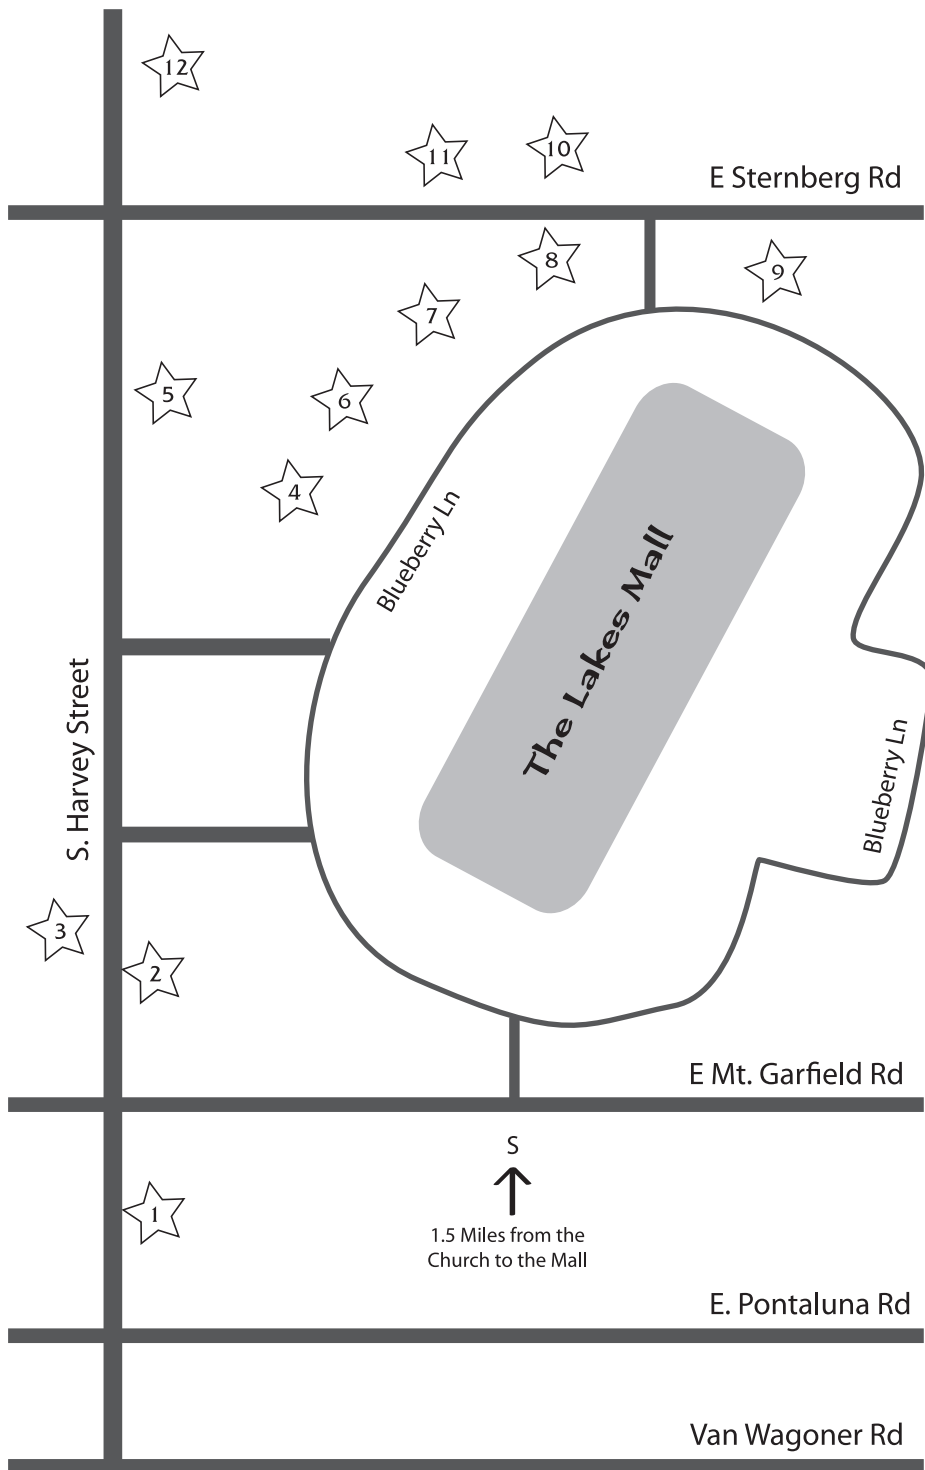 12
11
10
E Sternberg Rd
8
9
7
5
6
4
Blueberry Ln
The Lakes Mall
S. Harvey Street
Blueberry Ln
3
2
E Mt. Garfield Rd
S
1
1.5 Miles from the
Church to the Mall
E. Pontaluna Rd
Van Wagoner Rd